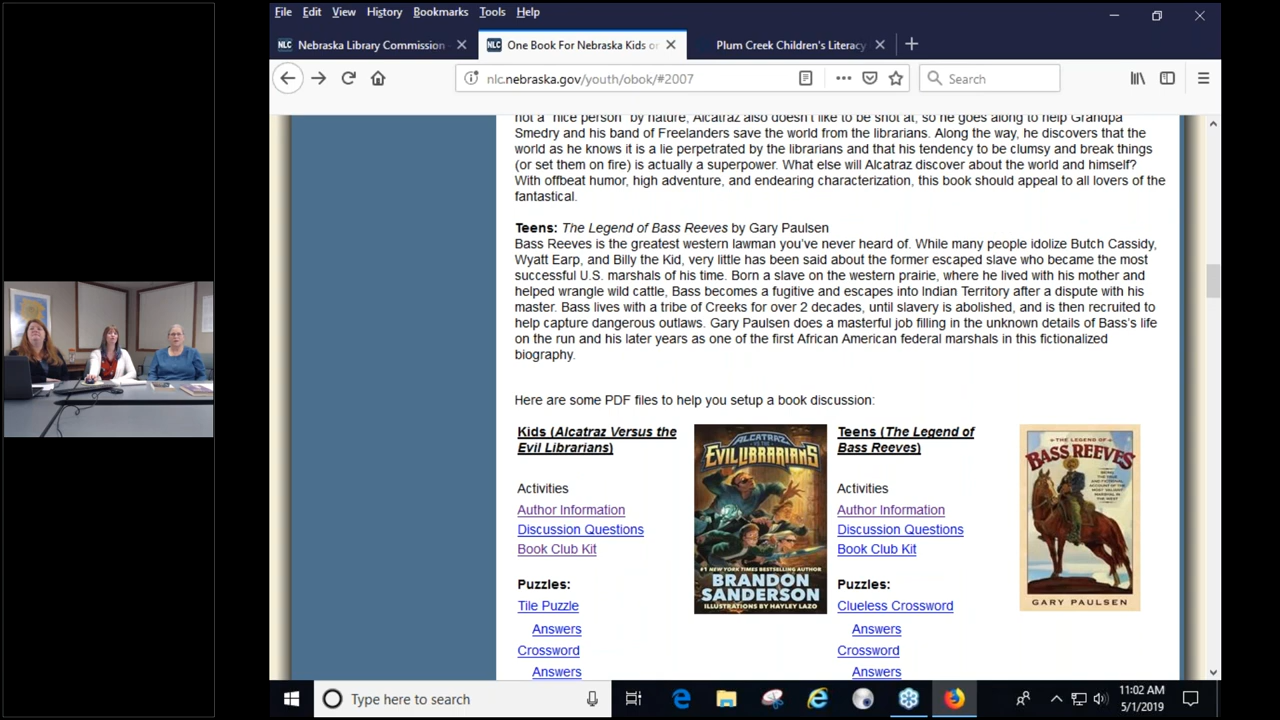 File Edit View History Bookmarks Tools Help
NLC Nebraska Library Commission
NLC One Book For Nebraska Kids or
Plum Creek Children's Literacy
nlc.nebraska.gov/youth/obok/#2007
Search
not a "nice person" by nature, Alcatraz also doesn't like to be shot at, so he goes along to help Grandpa
Smedry and his band of Freelanders save the world from the librarians. Along the way, he discovers that the
world as he knows it is a lie perpetrated by the librarians and that his tendency to be clumsy and break things
(or set them on fire) is actually a superpower. What else will Alcatraz discover about the world and himself?
With offbeat humor, high adventure, and endearing characterization, this book should appeal to all lovers of the
fantastical.
Teens: The Legend of Bass Reeves by Gary Paulsen
Bass Reeves is the greatest western lawman you've never heard of. While many people idolize Butch Cassidy,
Wyatt Earp, and Billy the Kid, very little has been said about the former escaped slave who became the most
successful U.S. marshals of his time. Born a slave on the western prairie, where he lived with his mother and
helped wrangle wild cattle, Bass becomes a fugitive and escapes into Indian Territory after a dispute with his
master. Bass lives with a tribe of Creeks for over 2 decades, until slavery is abolished, and is then recruited to
help capture dangerous outlaws. Gary Paulsen does a masterful job filling in the unknown details of Bass's life
on the run and his later years as one of the first African American federal marshals in this fictionalized
biography.
Here are some PDF files to help you setup a book discussion:
Kids (Alcatraz Versus the
Evil Librarians)
Activities
Author Information
Discussion Questions
Book Club Kit
Puzzles:
Tile Puzzle
Answers
Crossword
Answers
ALCATRAZ
VS THE
EVIL LIBRARIANS
#1 NEW YORK TIMES BESTSELLING AUTHOR
BRANDON
SANDERSON
ILLUSTRATIONS BY HAYLEY LAZO
Teens (The Legend of
Bass Reeves)
Activities
Author Information
Discussion Questions
Book Club Kit
Puzzles:
Clueless Crossword
Answers
Crossword
Answers
THE LEGEND OF
BASS REEVES
GARY PAULSEN
Type here to search
11:02 AM
5/1/2019